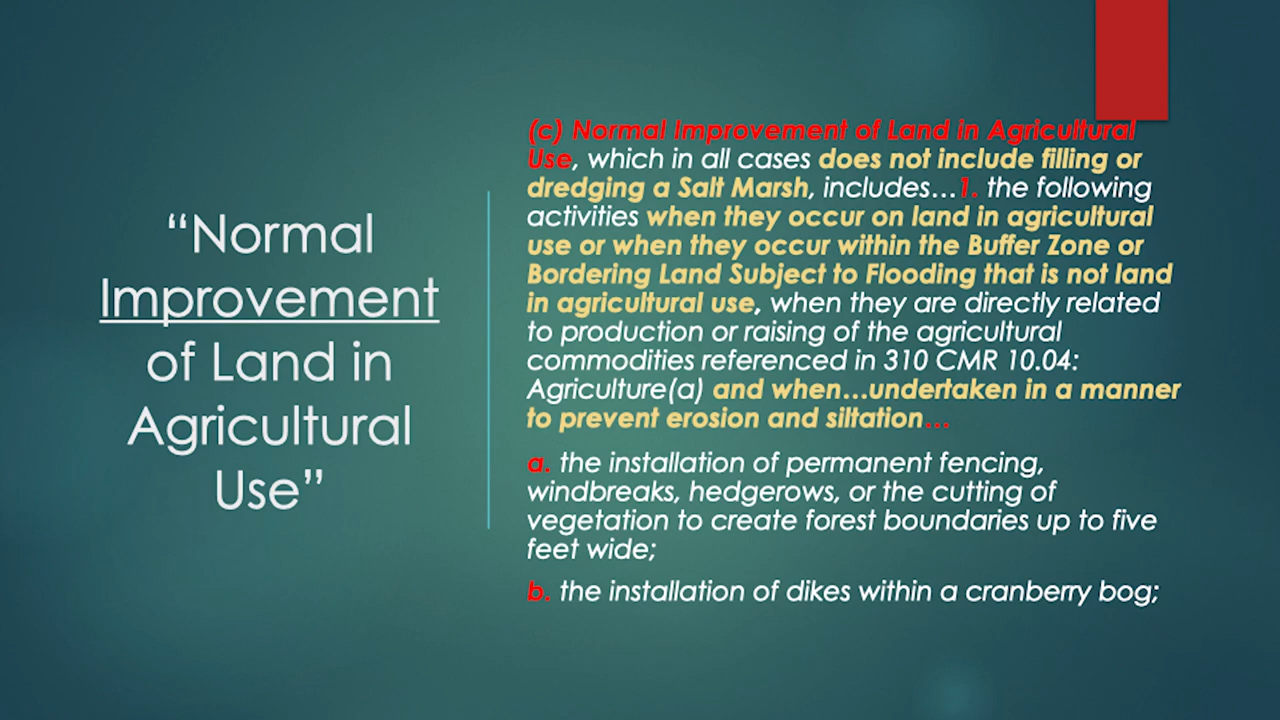 “Normal
Improvement
of Land in
Agricultural
Use”
(c) Normal Improvement of Land in Agricultural
Use, which in all cases does not include filling or
dredging a Salt Marsh, includes…1. the following
activities when they occur on land in agricultural
use or when they occur within the Buffer Zone or
Bordering Land Subject to Flooding that is not land
in agricultural use, when they are directly related
to production or raising of the agricultural
commodities referenced in 310 CMR 10.04:
Agriculture(a) and when…undertaken in a manner
to prevent erosion and siltation…
a. the installation of permanent fencing,
windbreaks, hedgerows, or the cutting of
vegetation to create forest boundaries up to five
feet wide;
b. the installation of dikes within a cranberry bog;